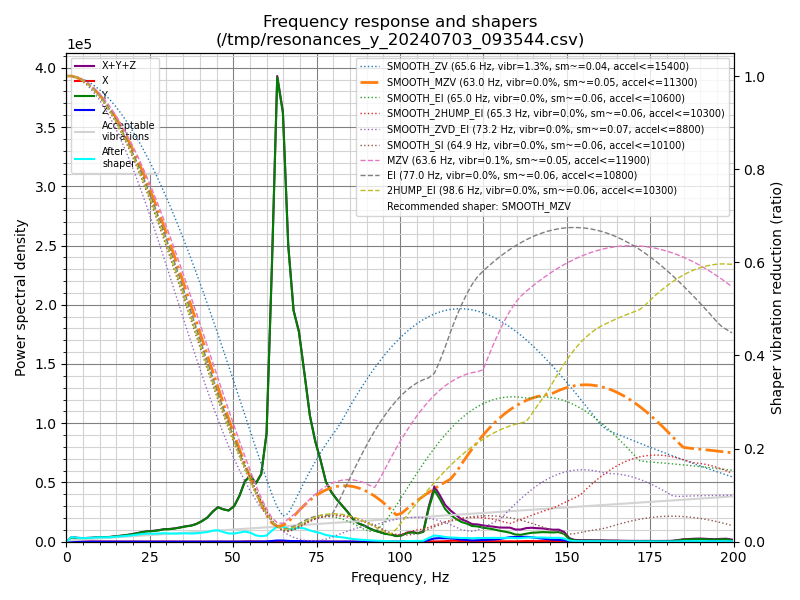 Frequency response and shapers
(/tmp/resonances_y_20240703_093544.csv)
1e5
X+Y+Z
X
Y
Z
Acceptable
vibrations
After
shaper
SMOOTH_ZV (65.6 Hz, vibr=1.3%, sm~=0.04, accel<=15400)
SMOOTH_MZV (63.0 Hz, vibr=0.0%, sm~=0.05, accel<=11300)
SMOOTH_EI (65.0 Hz, vibr=0.0%, sm~=0.06, accel<=10600)
SMOOTH_2HUMP_EI (65.3 Hz, vibr=0.0%, sm~=0.06, accel<=10300)
SMOOTH_ZVD_EI (73.2 Hz, vibr=0.0%, sm~=0.07, accel<=8800)
SMOOTH_SI (64.9 Hz, vibr=0.0%, sm~=0.06, accel<=10100)
MZV (63.6 Hz, vibr=0.1%, sm~=0.05, accel<=11900)
EI (77.0 Hz, vibr=0.0%, sm~=0.06, accel<=10800)
2HUMP_EI (98.6 Hz, vibr=0.0%, sm~=0.06, accel<=10300)
Recommended shaper: SMOOTH_MZV
Power spectral density
4.0
3.5
3.0
2.5
2.0
1.5
1.0
0.5
0.0
1.0
0.8
0.6
0.4
0.2
0.0
Shaper vibration reduction (ratio)
0 25 50 75 100 125 150 175 200
Frequency, Hz